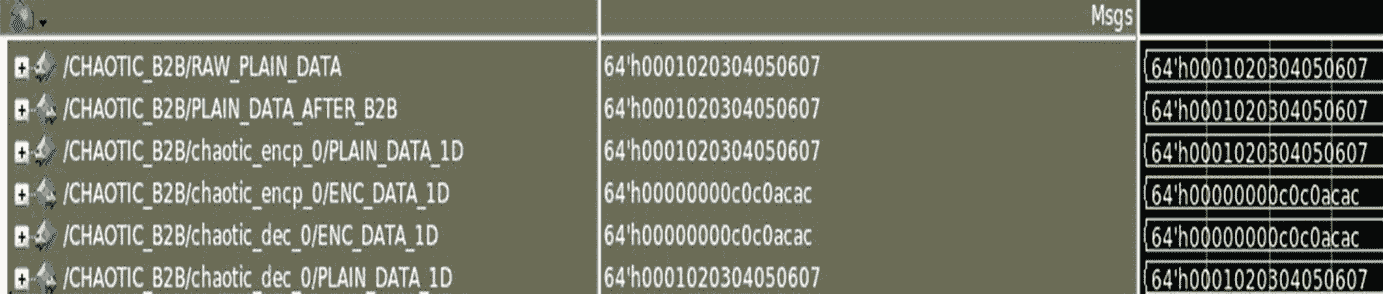 Msgs
/CHAOTIC_B2B/RAW_PLAIN_DATA 64'h0001020304050607 64'h0001020304050607
/CHAOTIC_B2B/PLAIN_DATA_AFTER_B2B 64'h0001020304050607 64'h0001020304050607
/CHAOTIC_B2B/chaotic_encp_0/PLAIN_DATA_1D 64'h0001020304050607 64'h0001020304050607
/CHAOTIC_B2B/chaotic_encp_0/ENC_DATA_1D 64'h00000000c0c0acac 64'h00000000c0c0acac
/CHAOTIC_B2B/chaotic_dec_0/ENC_DATA_1D 64'h00000000c0c0acac 64'h00000000c0c0acac
/CHAOTIC_B2B/chaotic_dec_0/PLAIN_DATA_1D 64'h0001020304050607 64'h0001020304050607